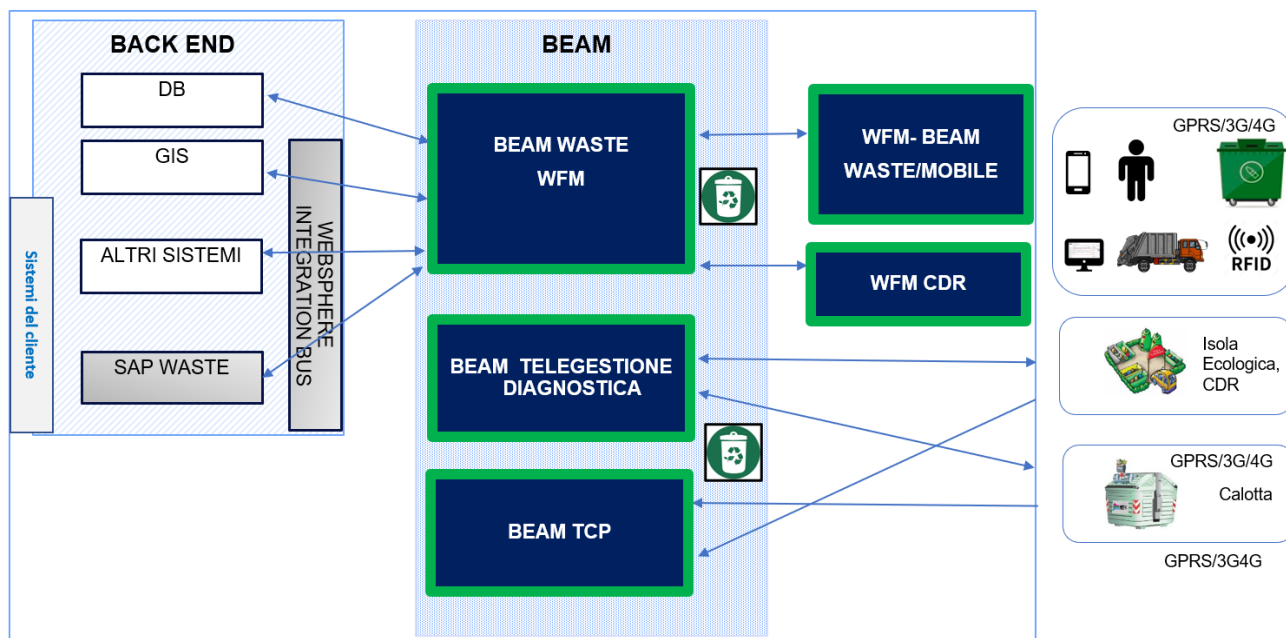 BACK END
DB
GIS
ALTRI SISTEMI
SAP WASTE
Sistemi del cliente
WEBSPHERE
INTEGRATION BUS
BEAM
BEAM WASTE
WFM
BEAM TELEGESTIONE
DIAGNOSTICA
BEAM TCP
WFM- BEAM
WASTE/MOBILE
WFM CDR
GPRS/3G/4G
RFID
Isola
Ecologica,
CDR
GPRS/3G/4G
Calotta
GPRS/3G4G